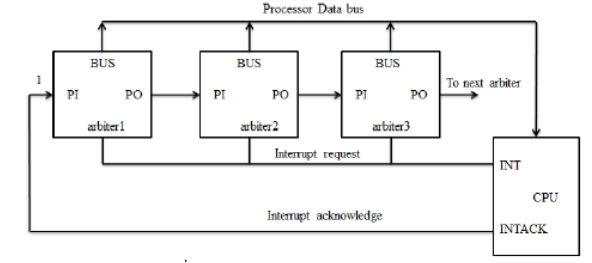 Processor Data bus
BUS
BUS
BUS
1
PI
PO
PI
PO
PI
PO
To next arbiter
arbiter1
arbiter2
arbiter3
Interrupt request
INT
CPU
Interrupt acknowledge
INTACK